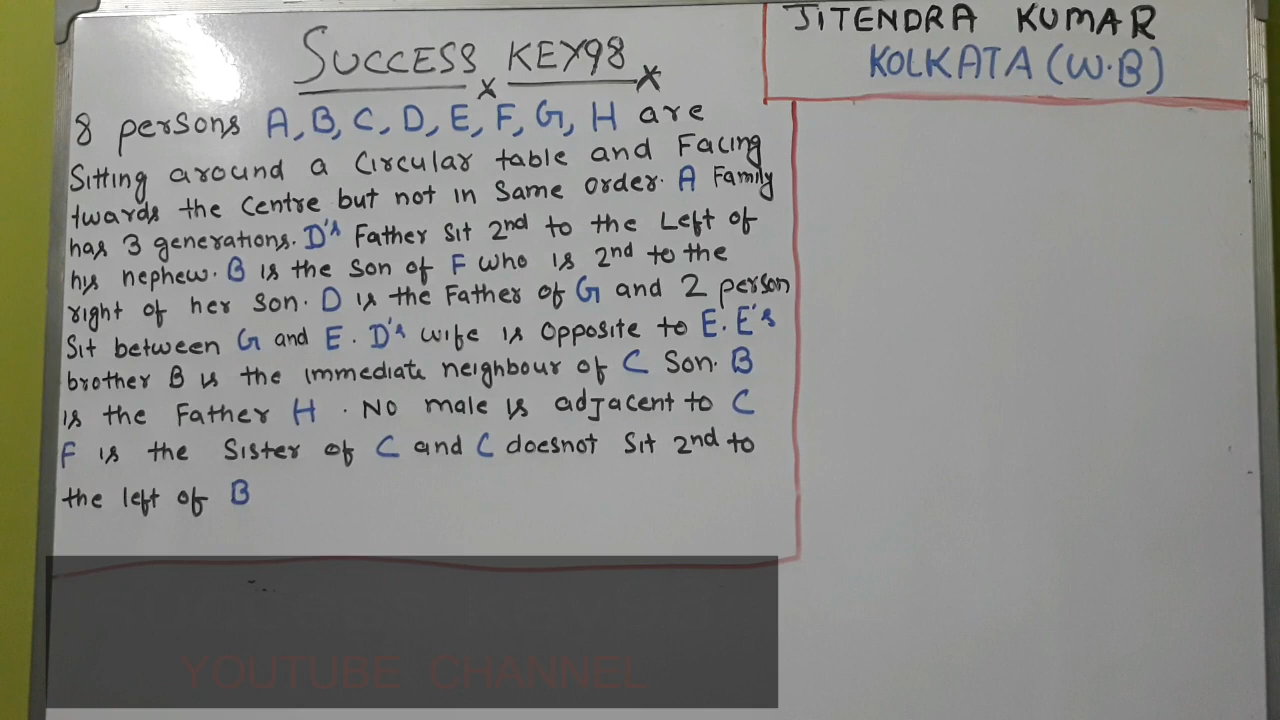 SUCCESS KEY98
JITENDRA KUMAR
KOLKATA (W.B)
8 persons A, B, C, D, E, F, G, H are
Sitting around a Circular table and Facing
twards the Centre but not in Same order. A Family
has 3 generations. D's Father Sit 2nd to the Left of
his nephew. B is the Son of F who is 2nd to the
right of her Son. D is the Father of G and 2 person
Sit between G and E. D's wife is opposite to E. E's
brother B is the immediate neighbour of C Son. B
is the Father H. No male is adjacent to C
F is the Sister of C and C doesnot Sit 2nd to
the left of B
YOUTUBE CHANNEL